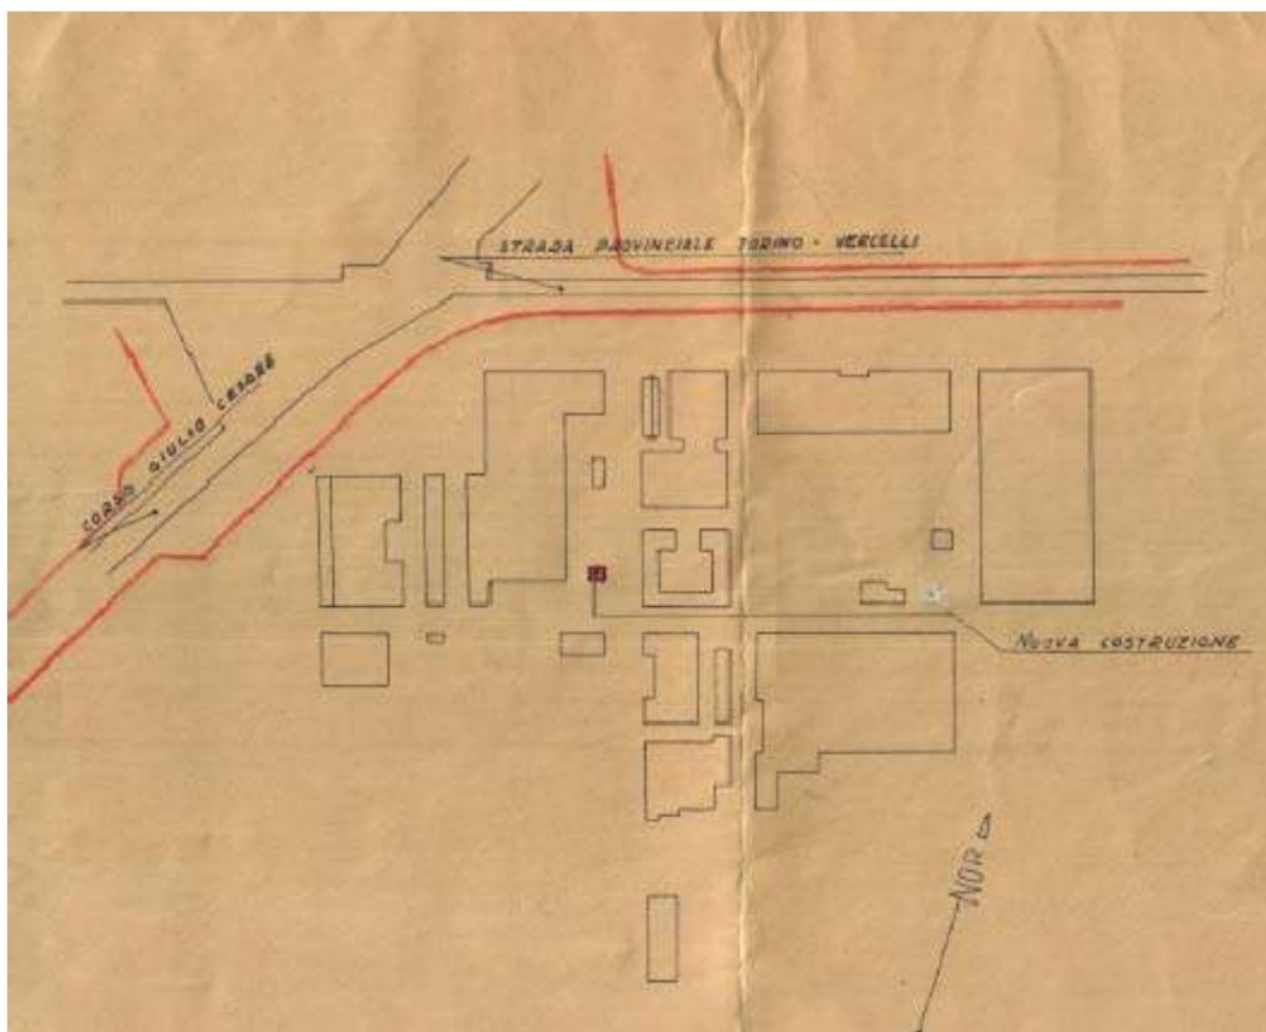 STRADA PROVINCIALE TORINO - VERCELLI
CORSO GIULIO CESARE
NUOVA COSTRUZIONE
NORD